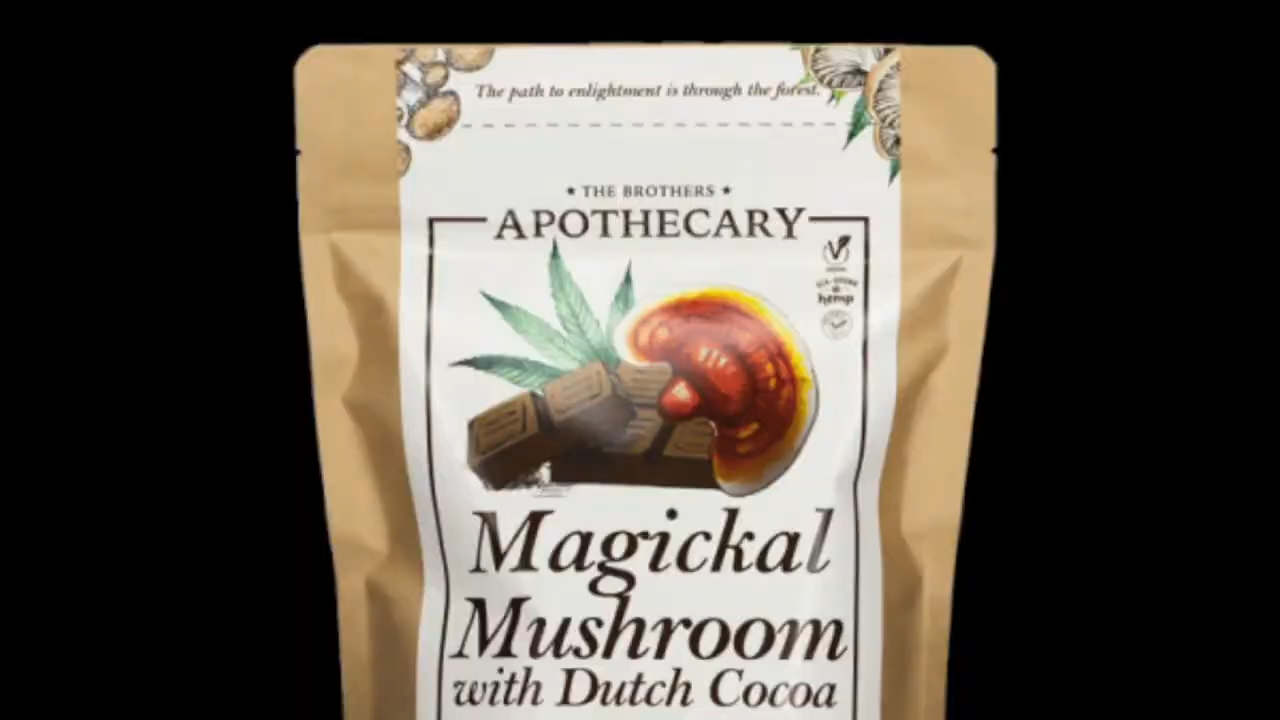 The path to enlightment is through the forest.
★ THE BROTHERS ★
APOTHECARY
hemp
Magickal
Mushroom
with Dutch Cocoa